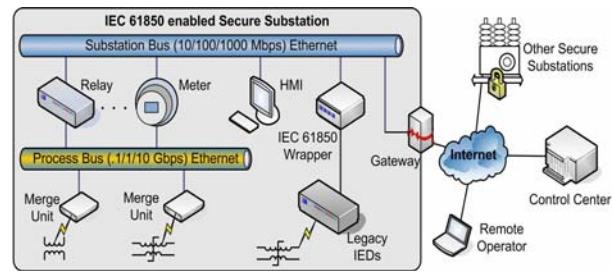 IEC 61850 enabled Secure Substation
Substation Bus (10/100/1000 Mbps) Ethernet
Relay
Meter
HMI
IEC 61850
Wrapper
Gateway
Other Secure
Substations
Internet
Control Center
Process Bus (.1/1/10 Gbps) Ethernet
Merge
Unit
Merge
Unit
Legacy
IEDs
Remote
Operator